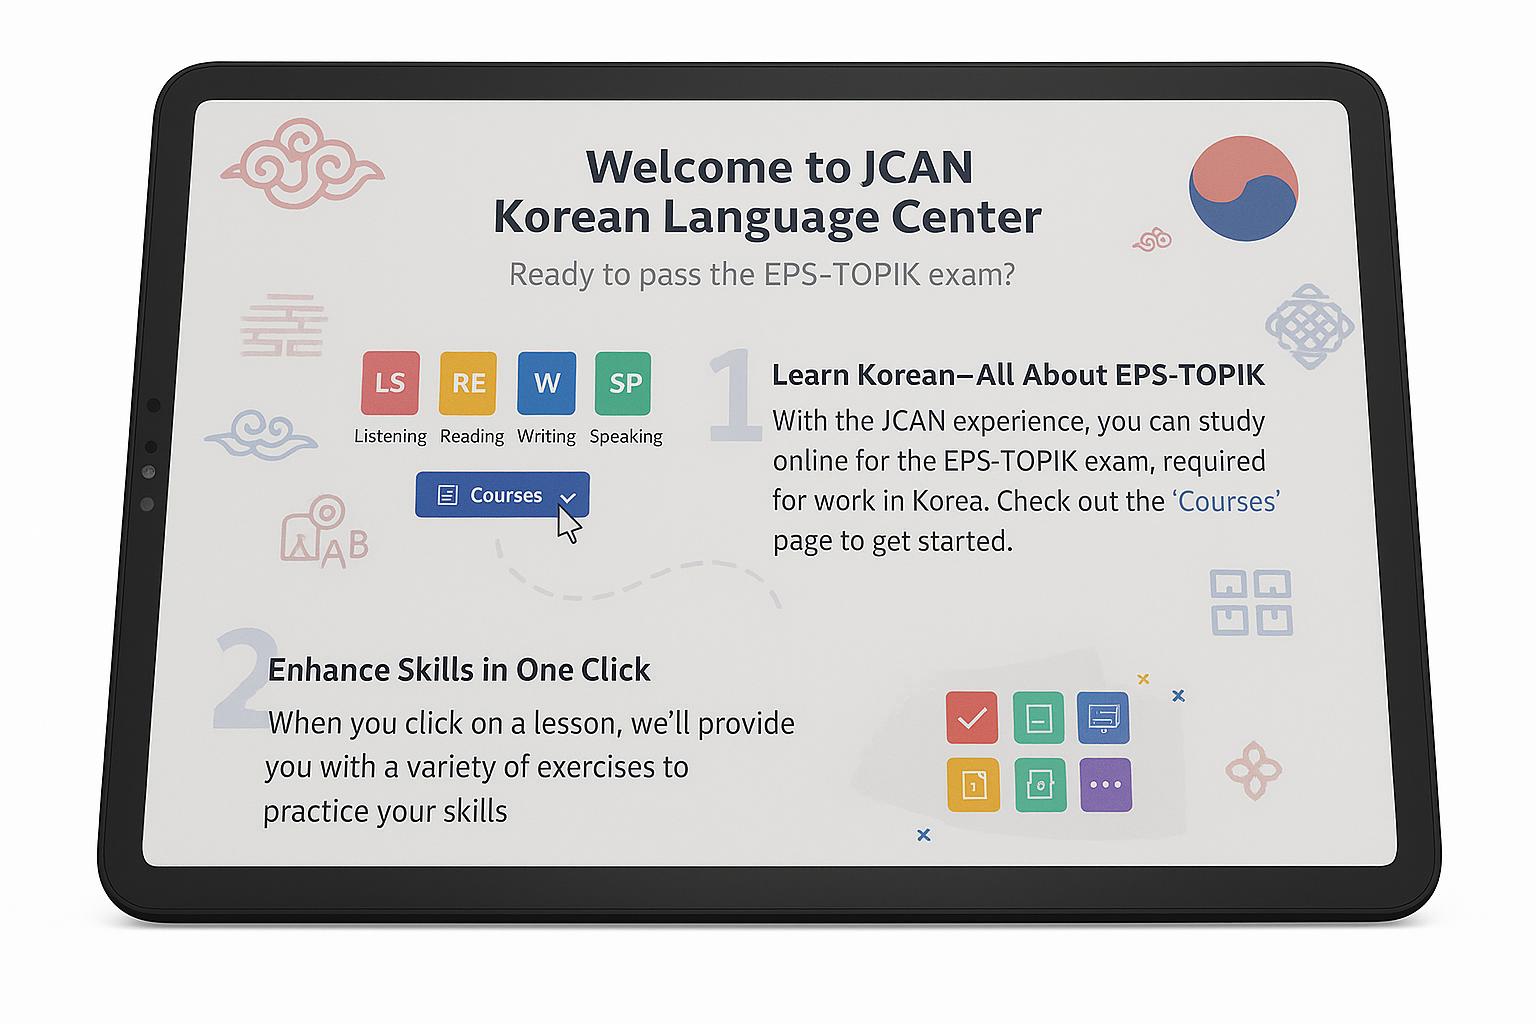 Welcome to JCAN
Korean Language Center
Ready to pass the EPS-TOPIK exam?
LS RE W SP
Listening Reading Writing Speaking
Courses
1
Learn Korean–All About EPS-TOPIK
With the JCAN experience, you can study
online for the EPS-TOPIK exam, required
for work in Korea. Check out the ‘Courses’
page to get started.
AB
2
Enhance Skills in One Click
When you click on a lesson, we’ll provide
you with a variety of exercises to
practice your skills